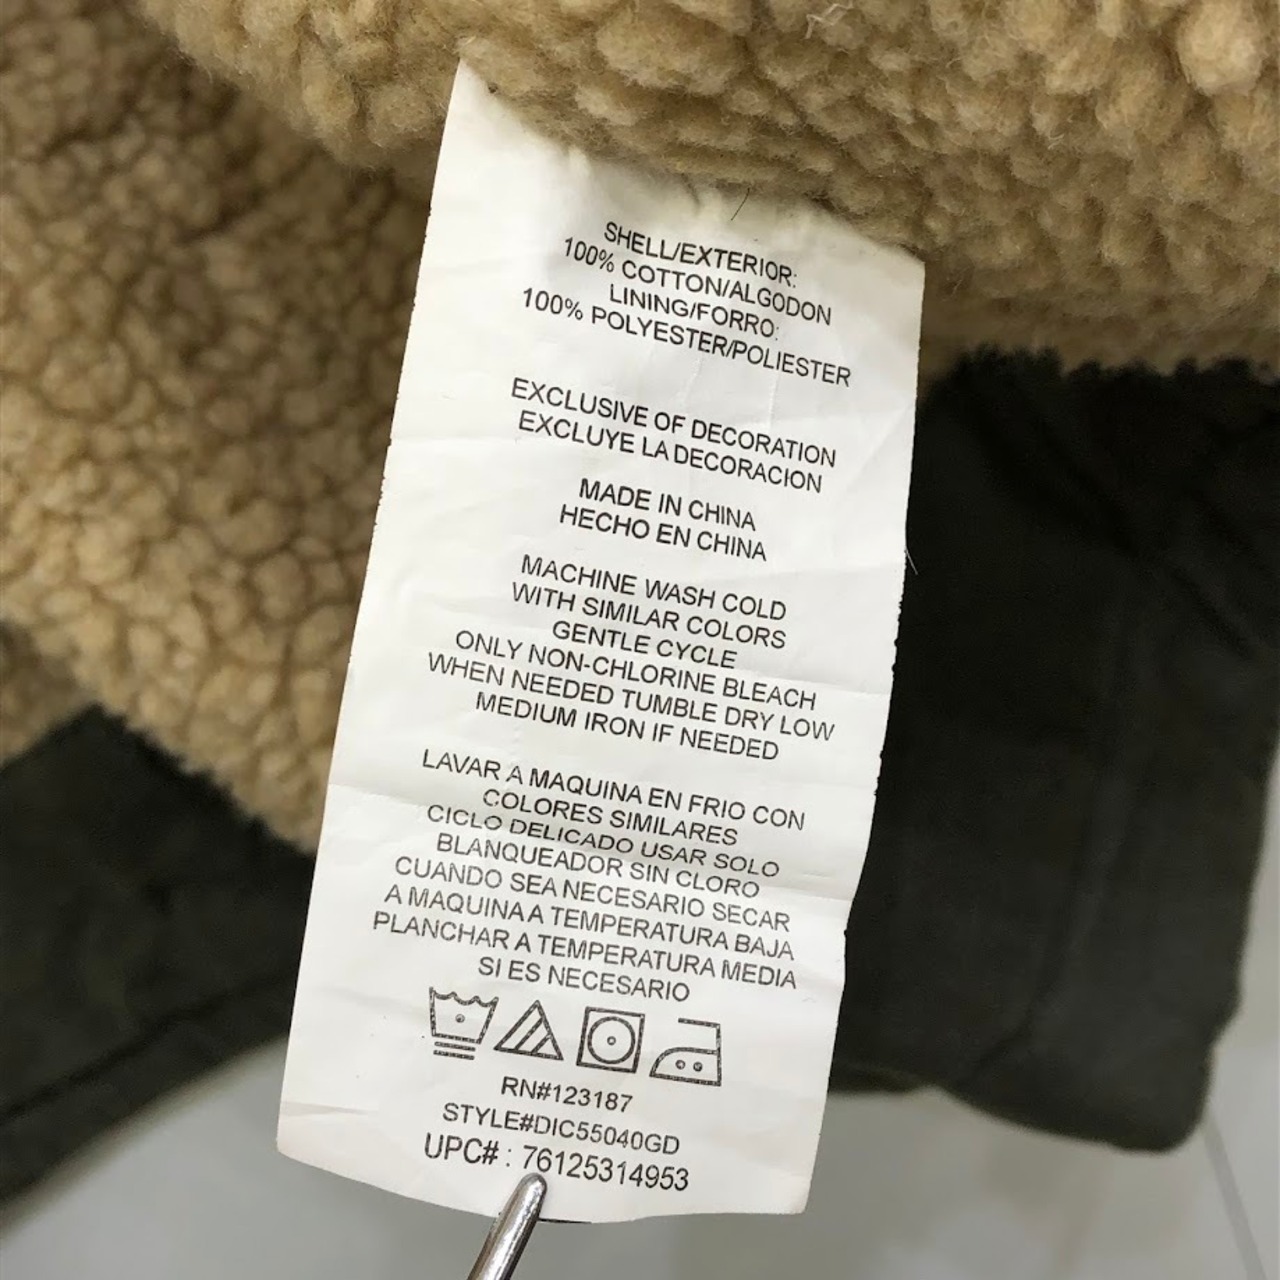 SHELL/EXTERIOR:
100% COTTON/ALGODON
LINING/FORRO:
100% POLYESTER/POLIESTER
EXCLUSIVE OF DECORATION
EXCLUYE LA DECORACION
MADE IN CHINA
HECHO EN CHINA
MACHINE WASH COLD
WITH SIMILAR COLORS
GENTLE CYCLE
ONLY NON-CHLORINE BLEACH
WHEN NEEDED TUMBLE DRY LOW
MEDIUM IRON IF NEEDED
LAVAR A MAQUINA EN FRIO CON
COLORES SIMILARES
CICLO DELICADO USAR SOLO
BLANQUEADOR SIN CLORO
CUANDO SEA NECESARIO SECAR
A MAQUINA A TEMPERATURA BAJA
PLANCHAR A TEMPERATURA MEDIA
SI ES NECESARIO
RN#123187
STYLE#DIC55040GD
UPC# : 76125314953